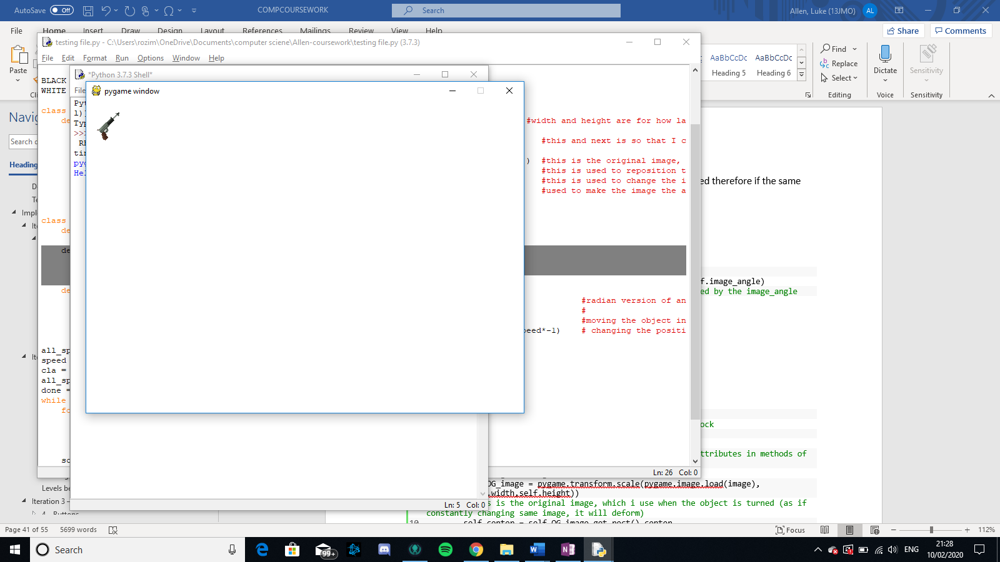 AutoSave Off COMPCOURSEWORK Search Allen, Luke (13JMO) AL
File Home Insert Draw Design Layout References Mailings Review View Help Share Comments
testing file.py - C:\Users\rozim\OneDrive\Documents\computer sciene\Allen-coursework\testing file.py (3.7.3)
File Edit Format Run Options Window Help
Paste
AaBbCcDc AaBbCcDc
Heading 5 Heading 6
Find
Replace
Select
Editing
Dictate
Voice
Sensitivity
Sensitivity
*Python 3.7.3 Shell*
File
pygame window
BLACK
WHITE
class
de
#width and height are for how la
#this and next is so that I c
) #this is the original image,
#this is used to reposition t
#this is used to change the i
#used to make the image the a
class
de
de
de
#radian version of an
#
#moving the object in
peed*-1) # changing the positi
all_sp
speed
cla =
all_sp
done =
while
fo
sc
Pyt
l)]
Typ
>>>
RE
tin
pyg
Hel
Ln: 5 Col: 0
Ln: 26 Col: 0
Navig
Search d
Heading
D
Te
Impl
Ite
Ite
Levels be
Iteration 3 –
4 Buttons
ed therefore if the same
f.image_angle)
ed by the image_angle
ock
ttributes in methods of
OG_image = pygame.transform.scale(pygame.image.load(image),
.width,self.height))
s is the original image, which i use when the object is turned (as if
constantly changing same image, it will deform)
10 self.center = self.OG_image.get_rect().center
Page 41 of 55 5699 words Focus 112%
Search 99+ ENG 21:28
10/02/2020